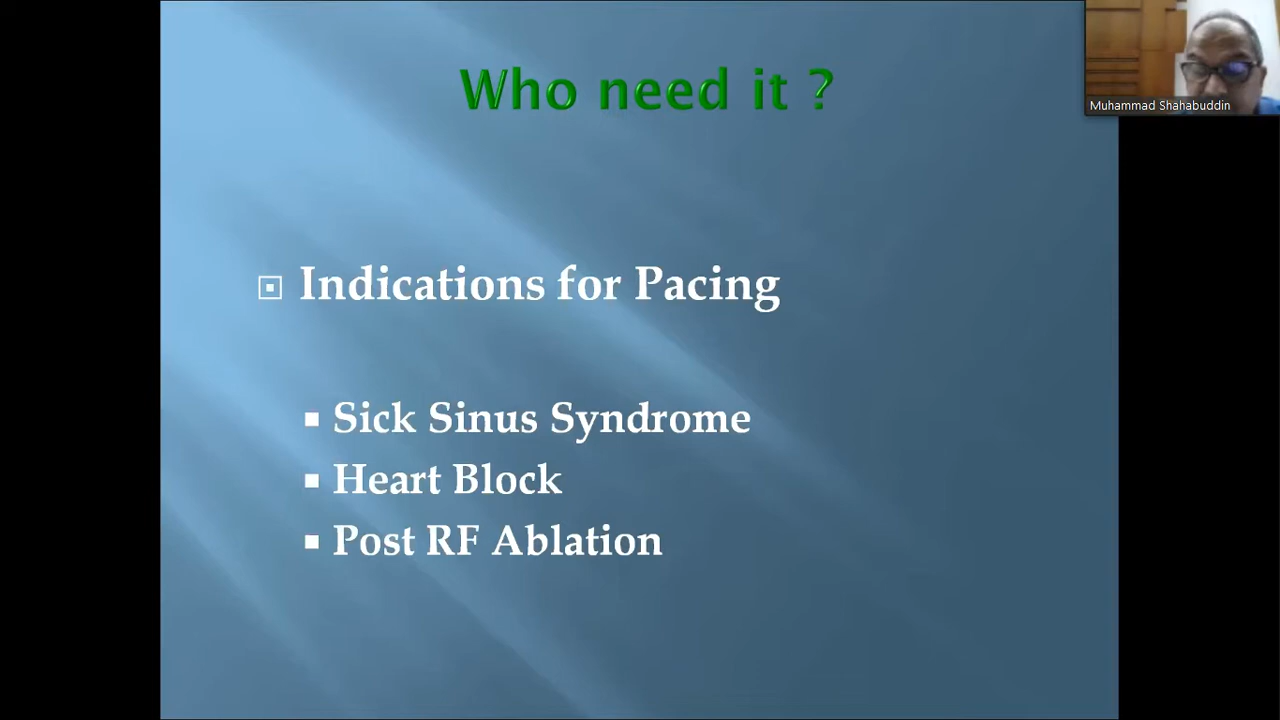 Who need it ?
Muhammad Shahabuddin
Indications for Pacing
Sick Sinus Syndrome
Heart Block
Post RF Ablation